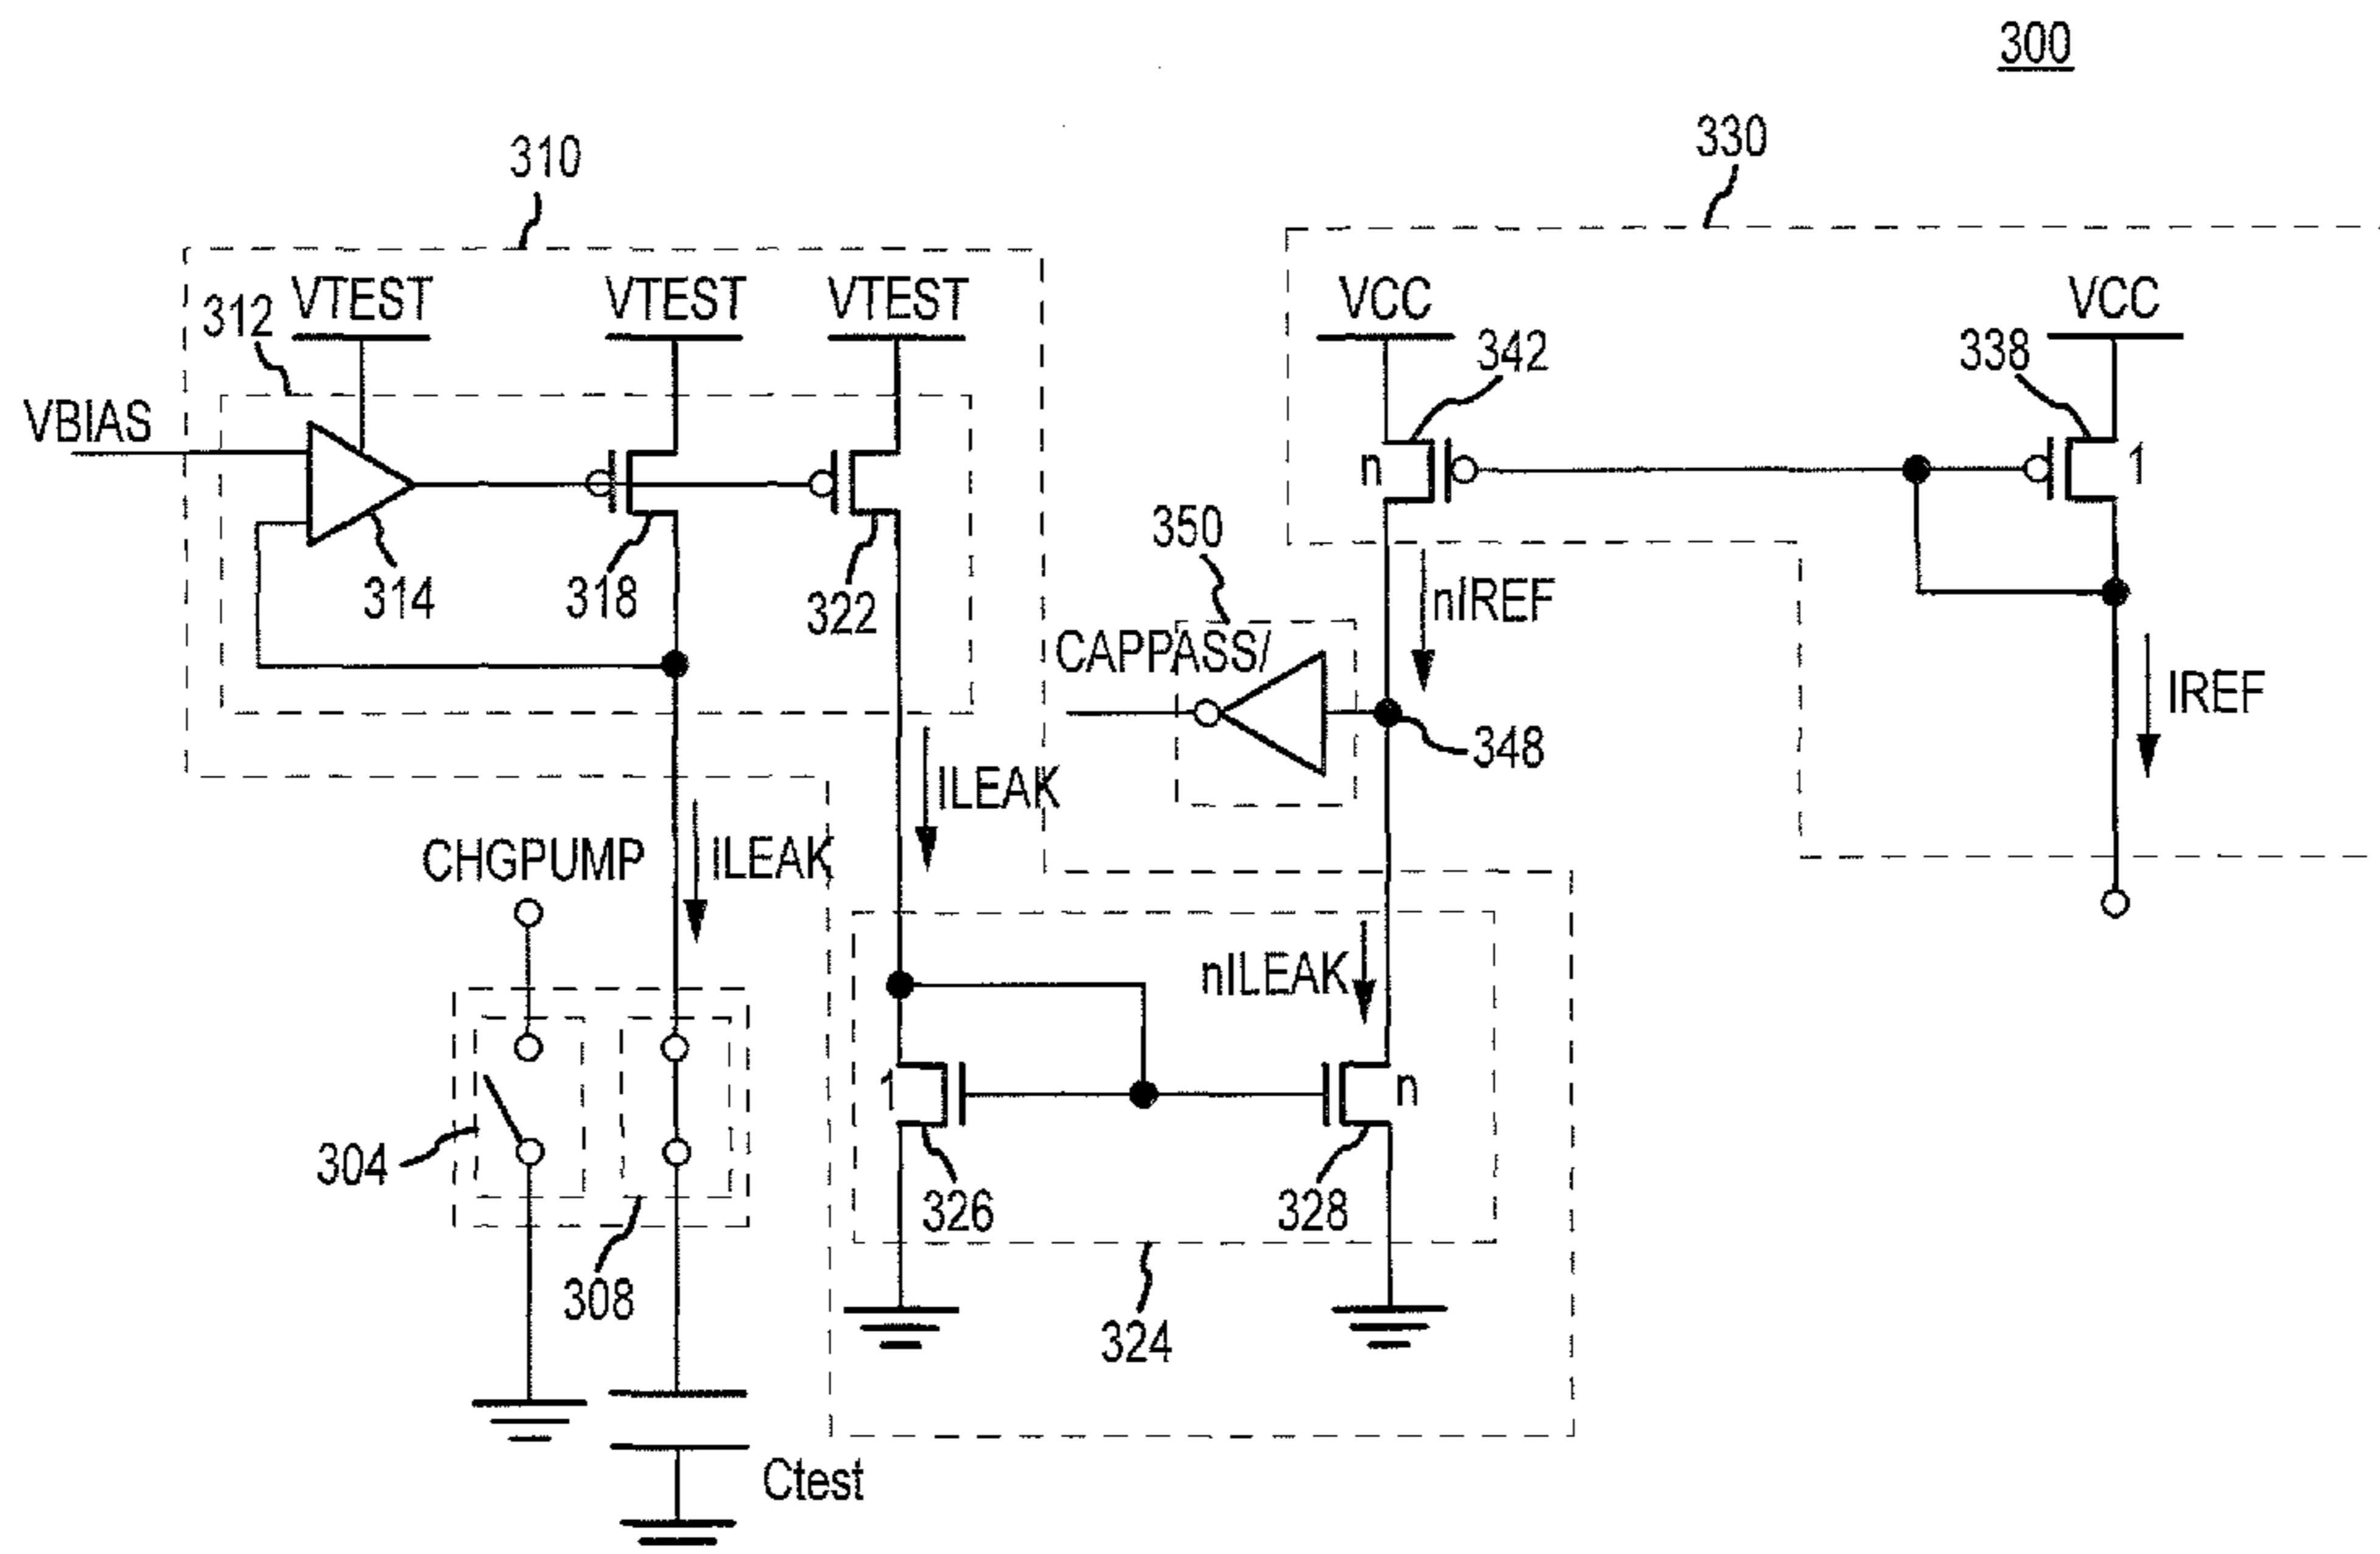 300
310
330
VTEST VTEST VTEST
VCC VCC
312
342
338
VBIAS
n
1
350
314
318
322
nIREF
CAPPASS/
IREF
348
ILEAK
CHGPUMP
ILEAK
nILEAK
1
n
304
326
328
308
324
Ctest